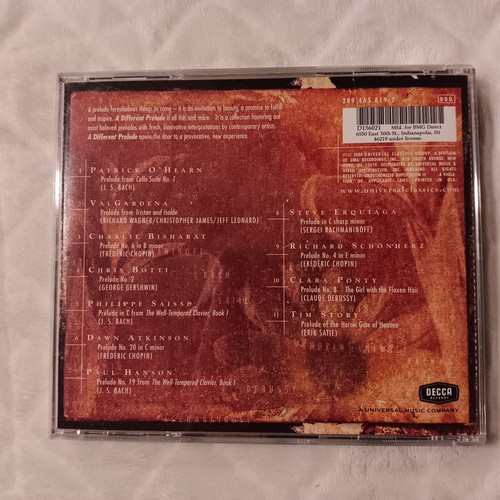 A prelude foreshadows things to come – it is an invitation to beauty, a promise to fulfill
and inspire. A Different Prelude is all this and more. It is a collection honoring our
most beloved preludes with fresh, innovative interpretations by contemporary artists.
A Different Prelude opens the door to a provocative, new experience.
1 PATRICK O'HEARN
Prelude from Cello Suite No. 1
(J. S. BACH)
2 VALGARDENA
Prelude from Tristan and Isolde
(RICHARD WAGNER/CHRISTOPHER JAMES/JEFF LEONARD)
3 CHARLIE BISHARAT
Prelude No. 6 in B minor
(FRÉDÉRIC CHOPIN)
4 CHRIS BOTTI
Prelude No. 2
(GEORGE GERSHWIN)
5 PHILIPPE SAISSE
Prelude in C from The Well-Tempered Clavier, Book I
(J. S. BACH)
6 DAWN ATKINSON
Prelude No. 20 in C minor
(FRÉDÉRIC CHOPIN)
7 PAUL HANSON
Prelude No. 19 from The Well-Tempered Clavier, Book I
(J. S. BACH)
8 STEVE ERQUIAGA
Prelude in C sharp minor
(SERGEI RACHMANINOFF)
9 RICHARD SCHÖNHERZ
Prelude No. 4 in E minor
(FRÉDÉRIC CHOPIN)
10 CLARA PONTY
Prelude No. 8 - The Girl with the Flaxen Hair
(CLAUDE DEBUSSY)
11 TIM STORY
Prelude of the Heroic Gate of Heaven
(ERIK SATIE)
289 465 819-2
DDD
D136021 Mfd. for BMG Direct
6550 East 30th St., Indianapolis, IN
46219 under license
www.universalclassics.com
DECCA
RECORDS
A UNIVERSAL MUSIC COMPANY